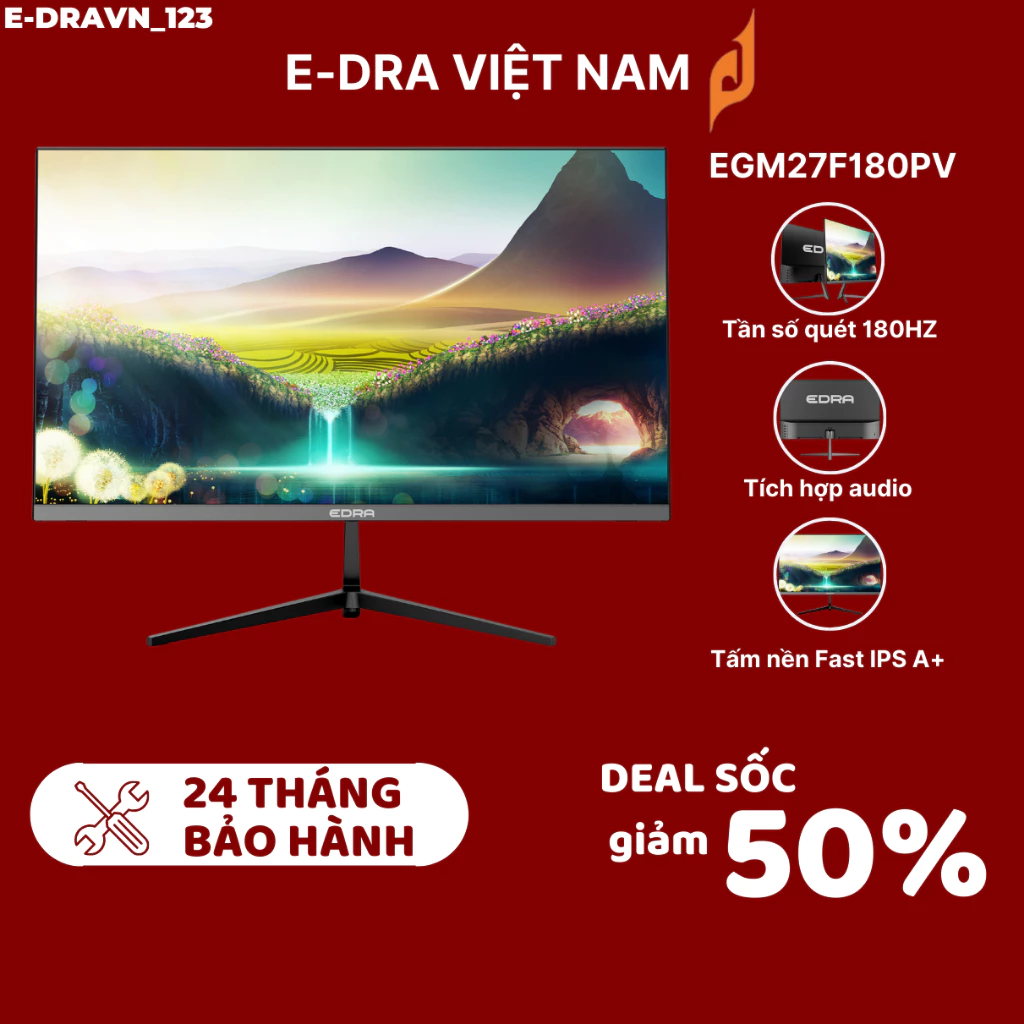 E-DRAVN_123
E-DRA VIỆT NAM
EGM27F180PV
ED
Tần số quét 180HZ
EDRA
Tích hợp audio
EDRA
Tấm nền Fast IPS A+
24 THÁNG
BẢO HÀNH
DEAL SỐC
giảm 50%